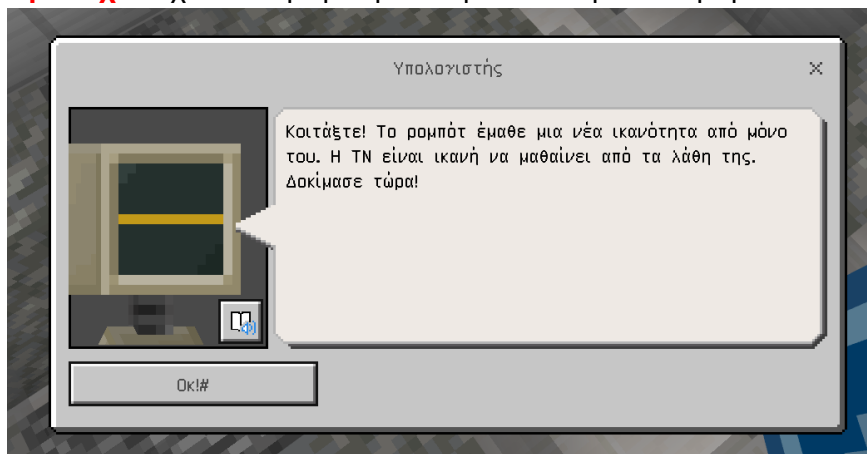 Υπολογιστής
Κοιτάξτε! Το ρομπότ έμαθε μια νέα ικανότητα από μόνο
του. Η ΤΝ είναι ικανή να μαθαίνει από τα λάθη της.
Δοκίμασε τώρα!
Οκ!#